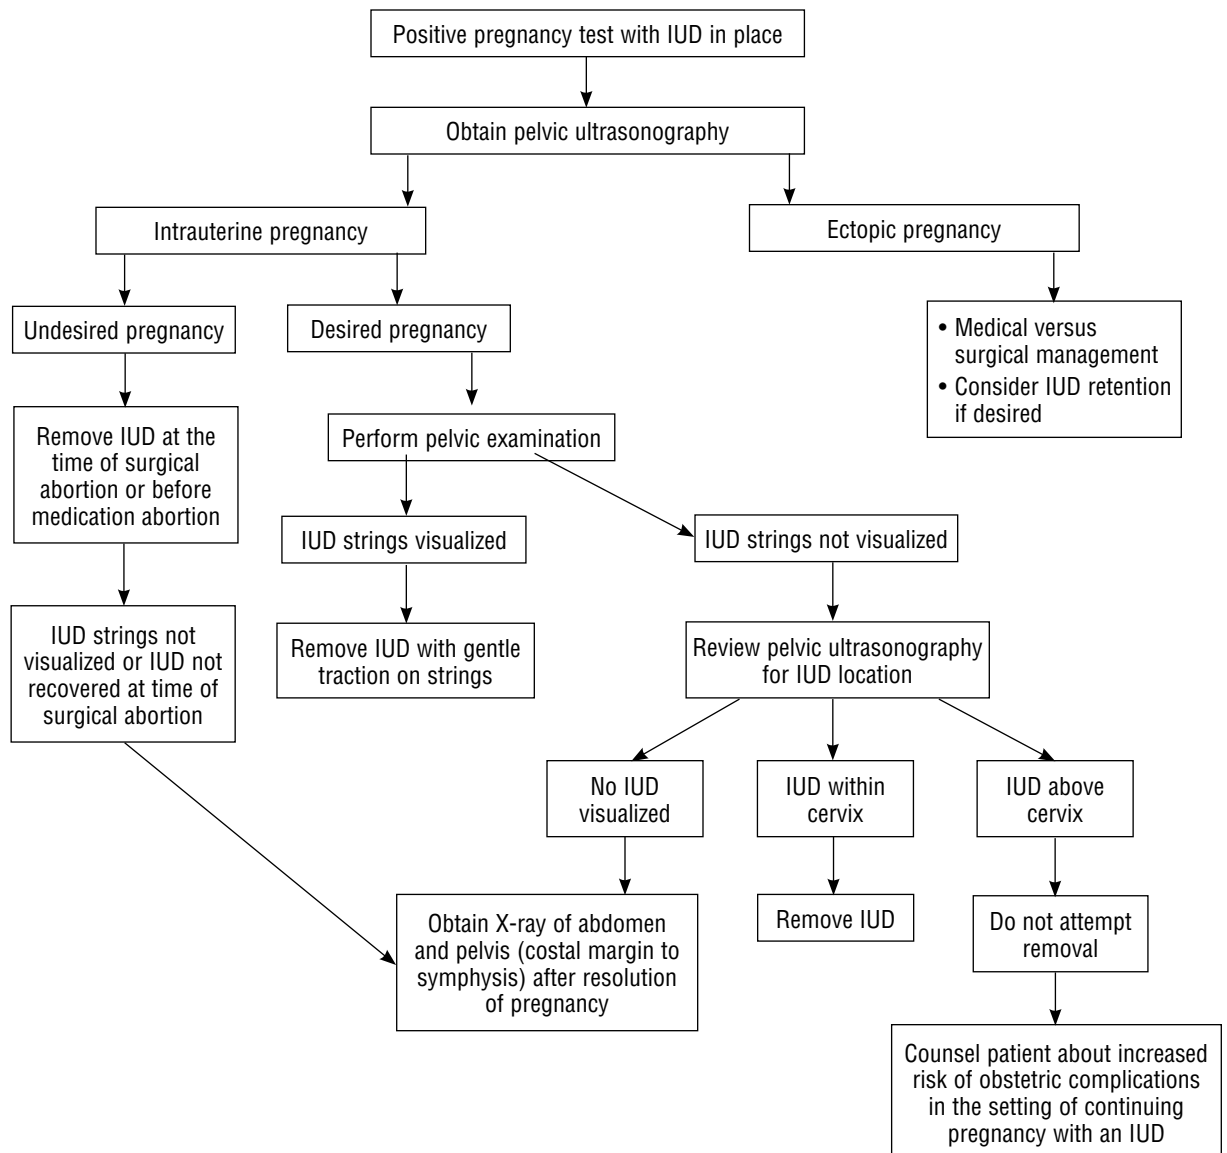 Positive pregnancy test with IUD in place
Obtain pelvic ultrasonography
Intrauterine pregnancy
Ectopic pregnancy
Undesired pregnancy
Desired pregnancy
• Medical versus
surgical management
• Consider IUD retention
if desired
Remove IUD at the
time of surgical
abortion or before
medication abortion
Perform pelvic examination
IUD strings visualized
IUD strings not visualized
IUD strings not
visualized or IUD not
recovered at time of
surgical abortion
Remove IUD with gentle
traction on strings
Review pelvic ultrasonography
for IUD location
No IUD
visualized
IUD within
cervix
IUD above
cervix
Obtain X-ray of abdomen
and pelvis (costal margin to
symphysis) after resolution
of pregnancy
Remove IUD
Do not attempt
removal
Counsel patient about increased
risk of obstetric complications
in the setting of continuing
pregnancy with an IUD